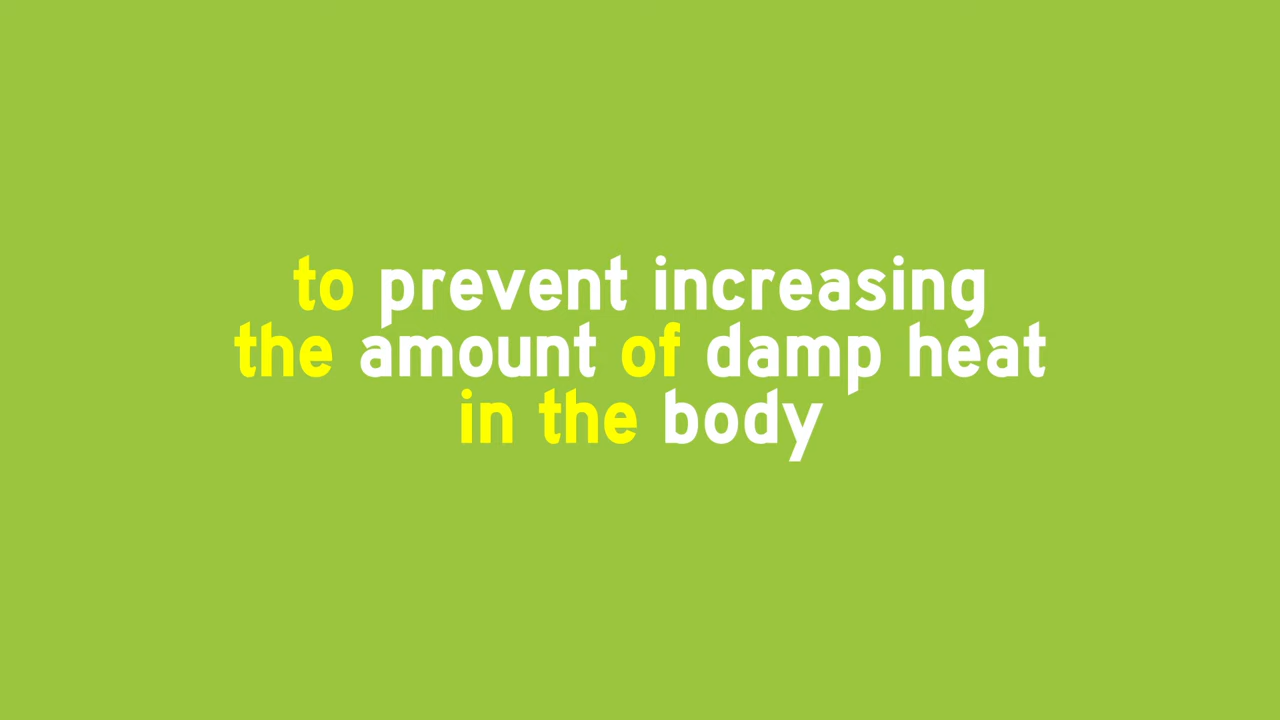 to prevent increasing
the amount of damp heat
in the body